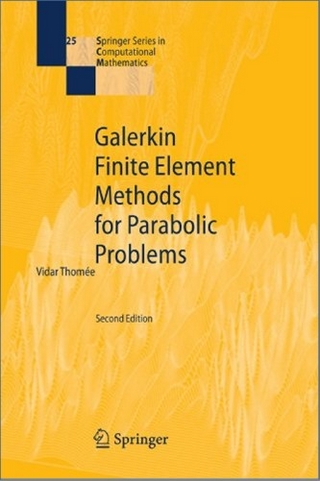 25
Springer Series in
Computational
Mathematics
Galerkin
Finite Element
Methods
for Parabolic
Problems
Vidar Thomée
Second Edition
Springer